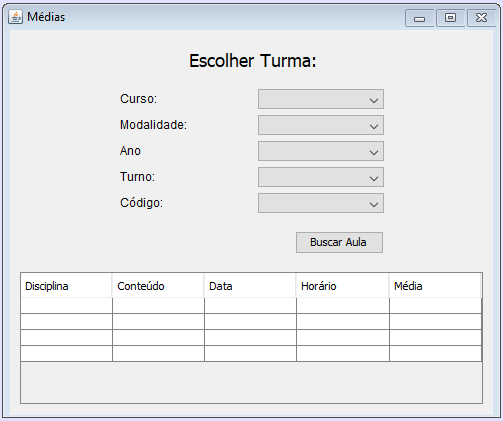 Médias
Escolher Turma:
Curso:
Modalidade:
Ano
Turno:
Código:
Buscar Aula
Disciplina Conteúdo Data Horário Média